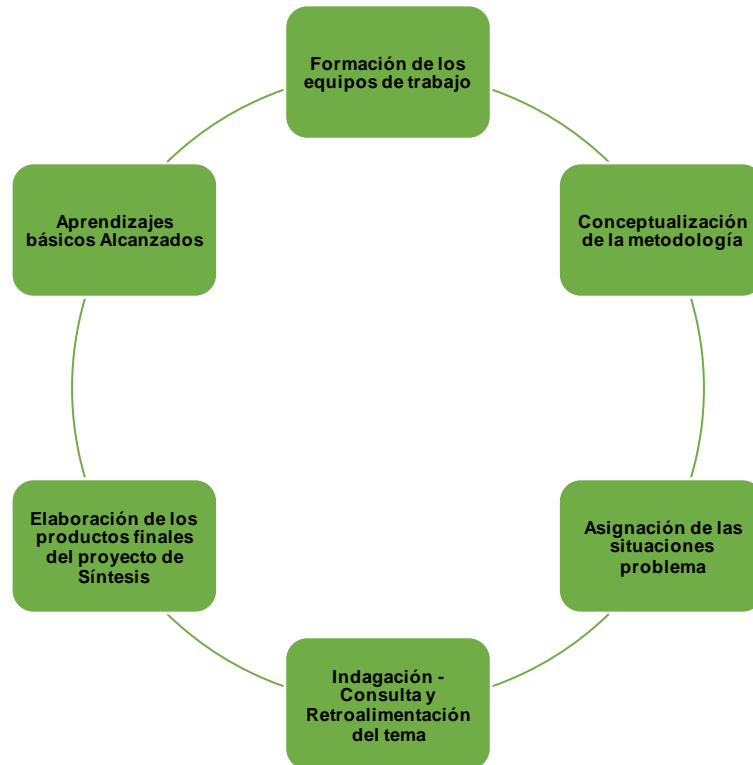 Formación de los
equipos de trabajo
Conceptualización
de la metodología
Asignación de las
situaciones
problema
Indagación -
Consulta y
Retroalimentación
del tema
Elaboración de los
productos finales
del proyecto de
Síntesis
Aprendizajes
básicos Alcanzados